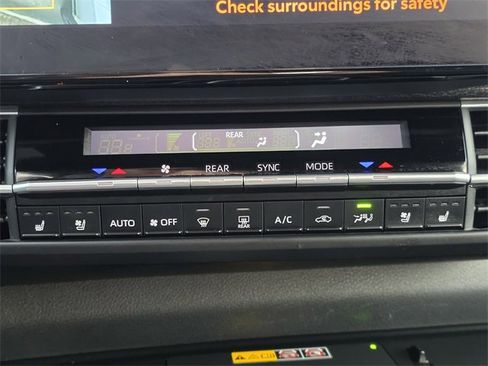 Check surroundings for safety
REAR
REAR SYNC MODE
AUTO OFF A/C
REAR